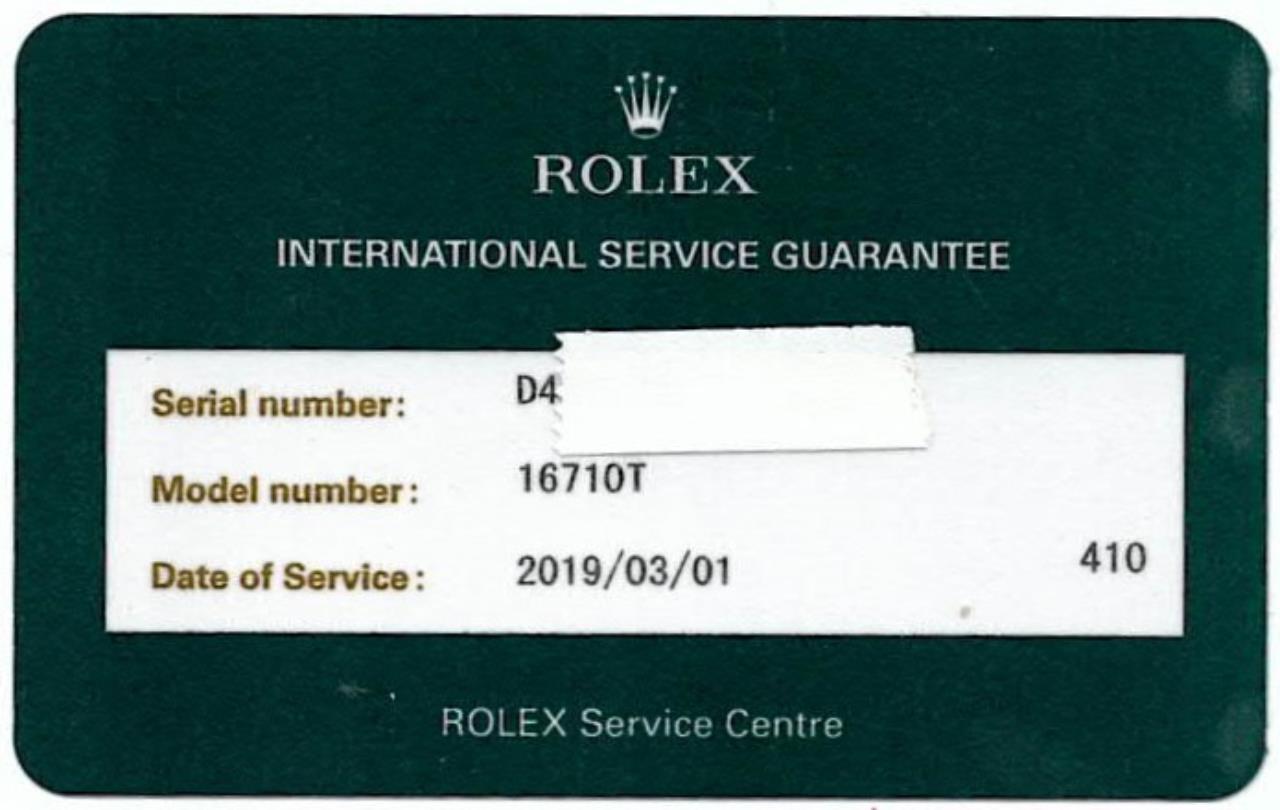 ROLEX
INTERNATIONAL SERVICE GUARANTEE
Serial number: D4
Model number: 16710T
Date of Service: 2019/03/01 410
ROLEX Service Centre